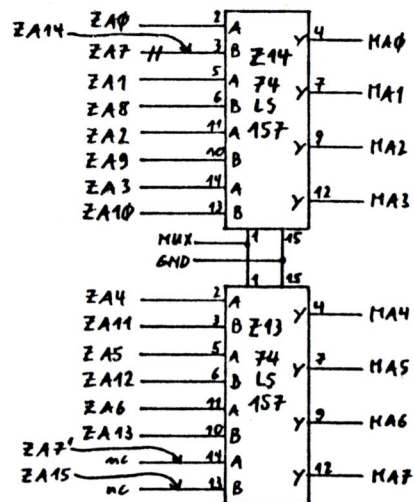 ZA0 2 A
ZA14
ZA7 3 B Z14 Y 4 MA0
ZA1 5 A 74 Y 7 MA1
ZA8 6 B LS
ZA2 11 A 157 Y 9 MA2
ZA9 10 B
ZA3 14 A
ZA10 13 B Y 12 MA3
MUX 1 15
GND
1 15
ZA4 2 A
ZA11 3 B Z13 Y 4 MA4
ZA5 5 A 74 Y 7 MA5
ZA12 6 B LS
ZA6 11 A 157 Y 9 MA6
ZA13 10 B
ZA7'
nc 14 A
ZA15 Y 12 MA7
nc 13 B